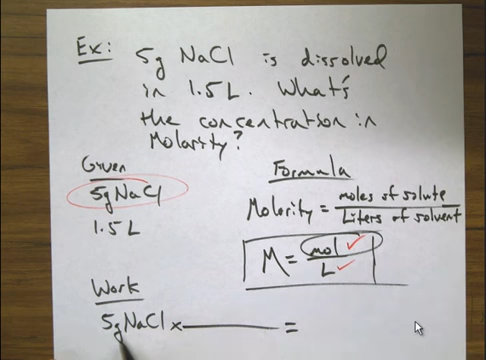 Ex: 5g NaCl is dissolved
in 1.5 L. What's
the concentration in
Molarity?
Given
5g NaCl
1.5 L
Formula
Molarity = moles of solute / Liters of solvent
M = mol / L
Work
5g NaCl x ―――― =